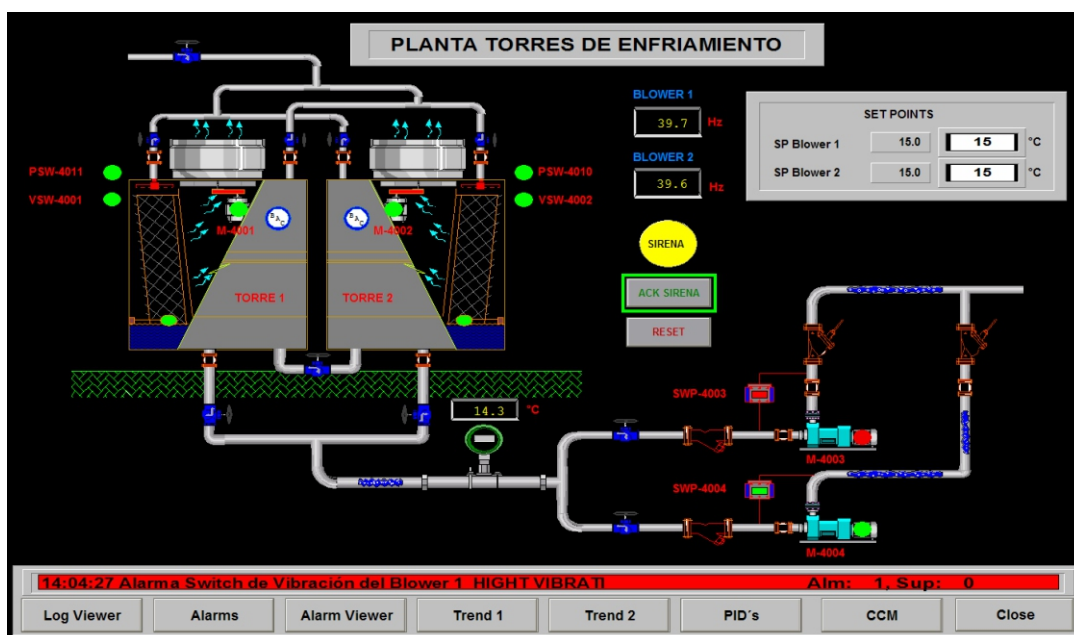 PLANTA TORRES DE ENFRIAMIENTO
BLOWER 1
39.7 Hz
BLOWER 2
39.6 Hz
SET POINTS
SP Blower 1 15.0 15 °C
SP Blower 2 15.0 15 °C
PSW-4011
VSW-4001
PSW-4010
VSW-4002
M-4001
M-4002
BAC
BAC
TORRE 1
TORRE 2
SIRENA
ACK SIRENA
RESET
14.3 °C
SWP-4003
M-4003
SWP-4004
M-4004
14:04:27 Alarma Switch de Vibración del Blower 1 HIGHT VIBRATI Alm: 1, Sup: 0
Log Viewer Alarms Alarm Viewer Trend 1 Trend 2 PID´s CCM Close